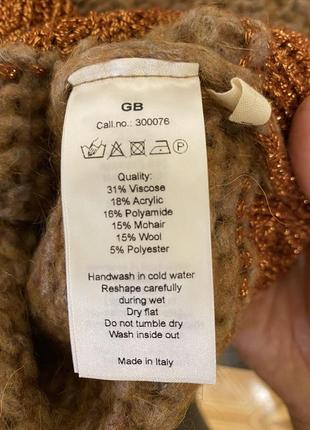 GB
Call.no.: 300076
P
Quality:
31% Viscose
18% Acrylic
16% Polyamide
15% Mohair
15% Wool
5% Polyester
Handwash in cold water
Reshape carefully
during wet
Dry flat
Do not tumble dry
Wash inside out
Made in Italy